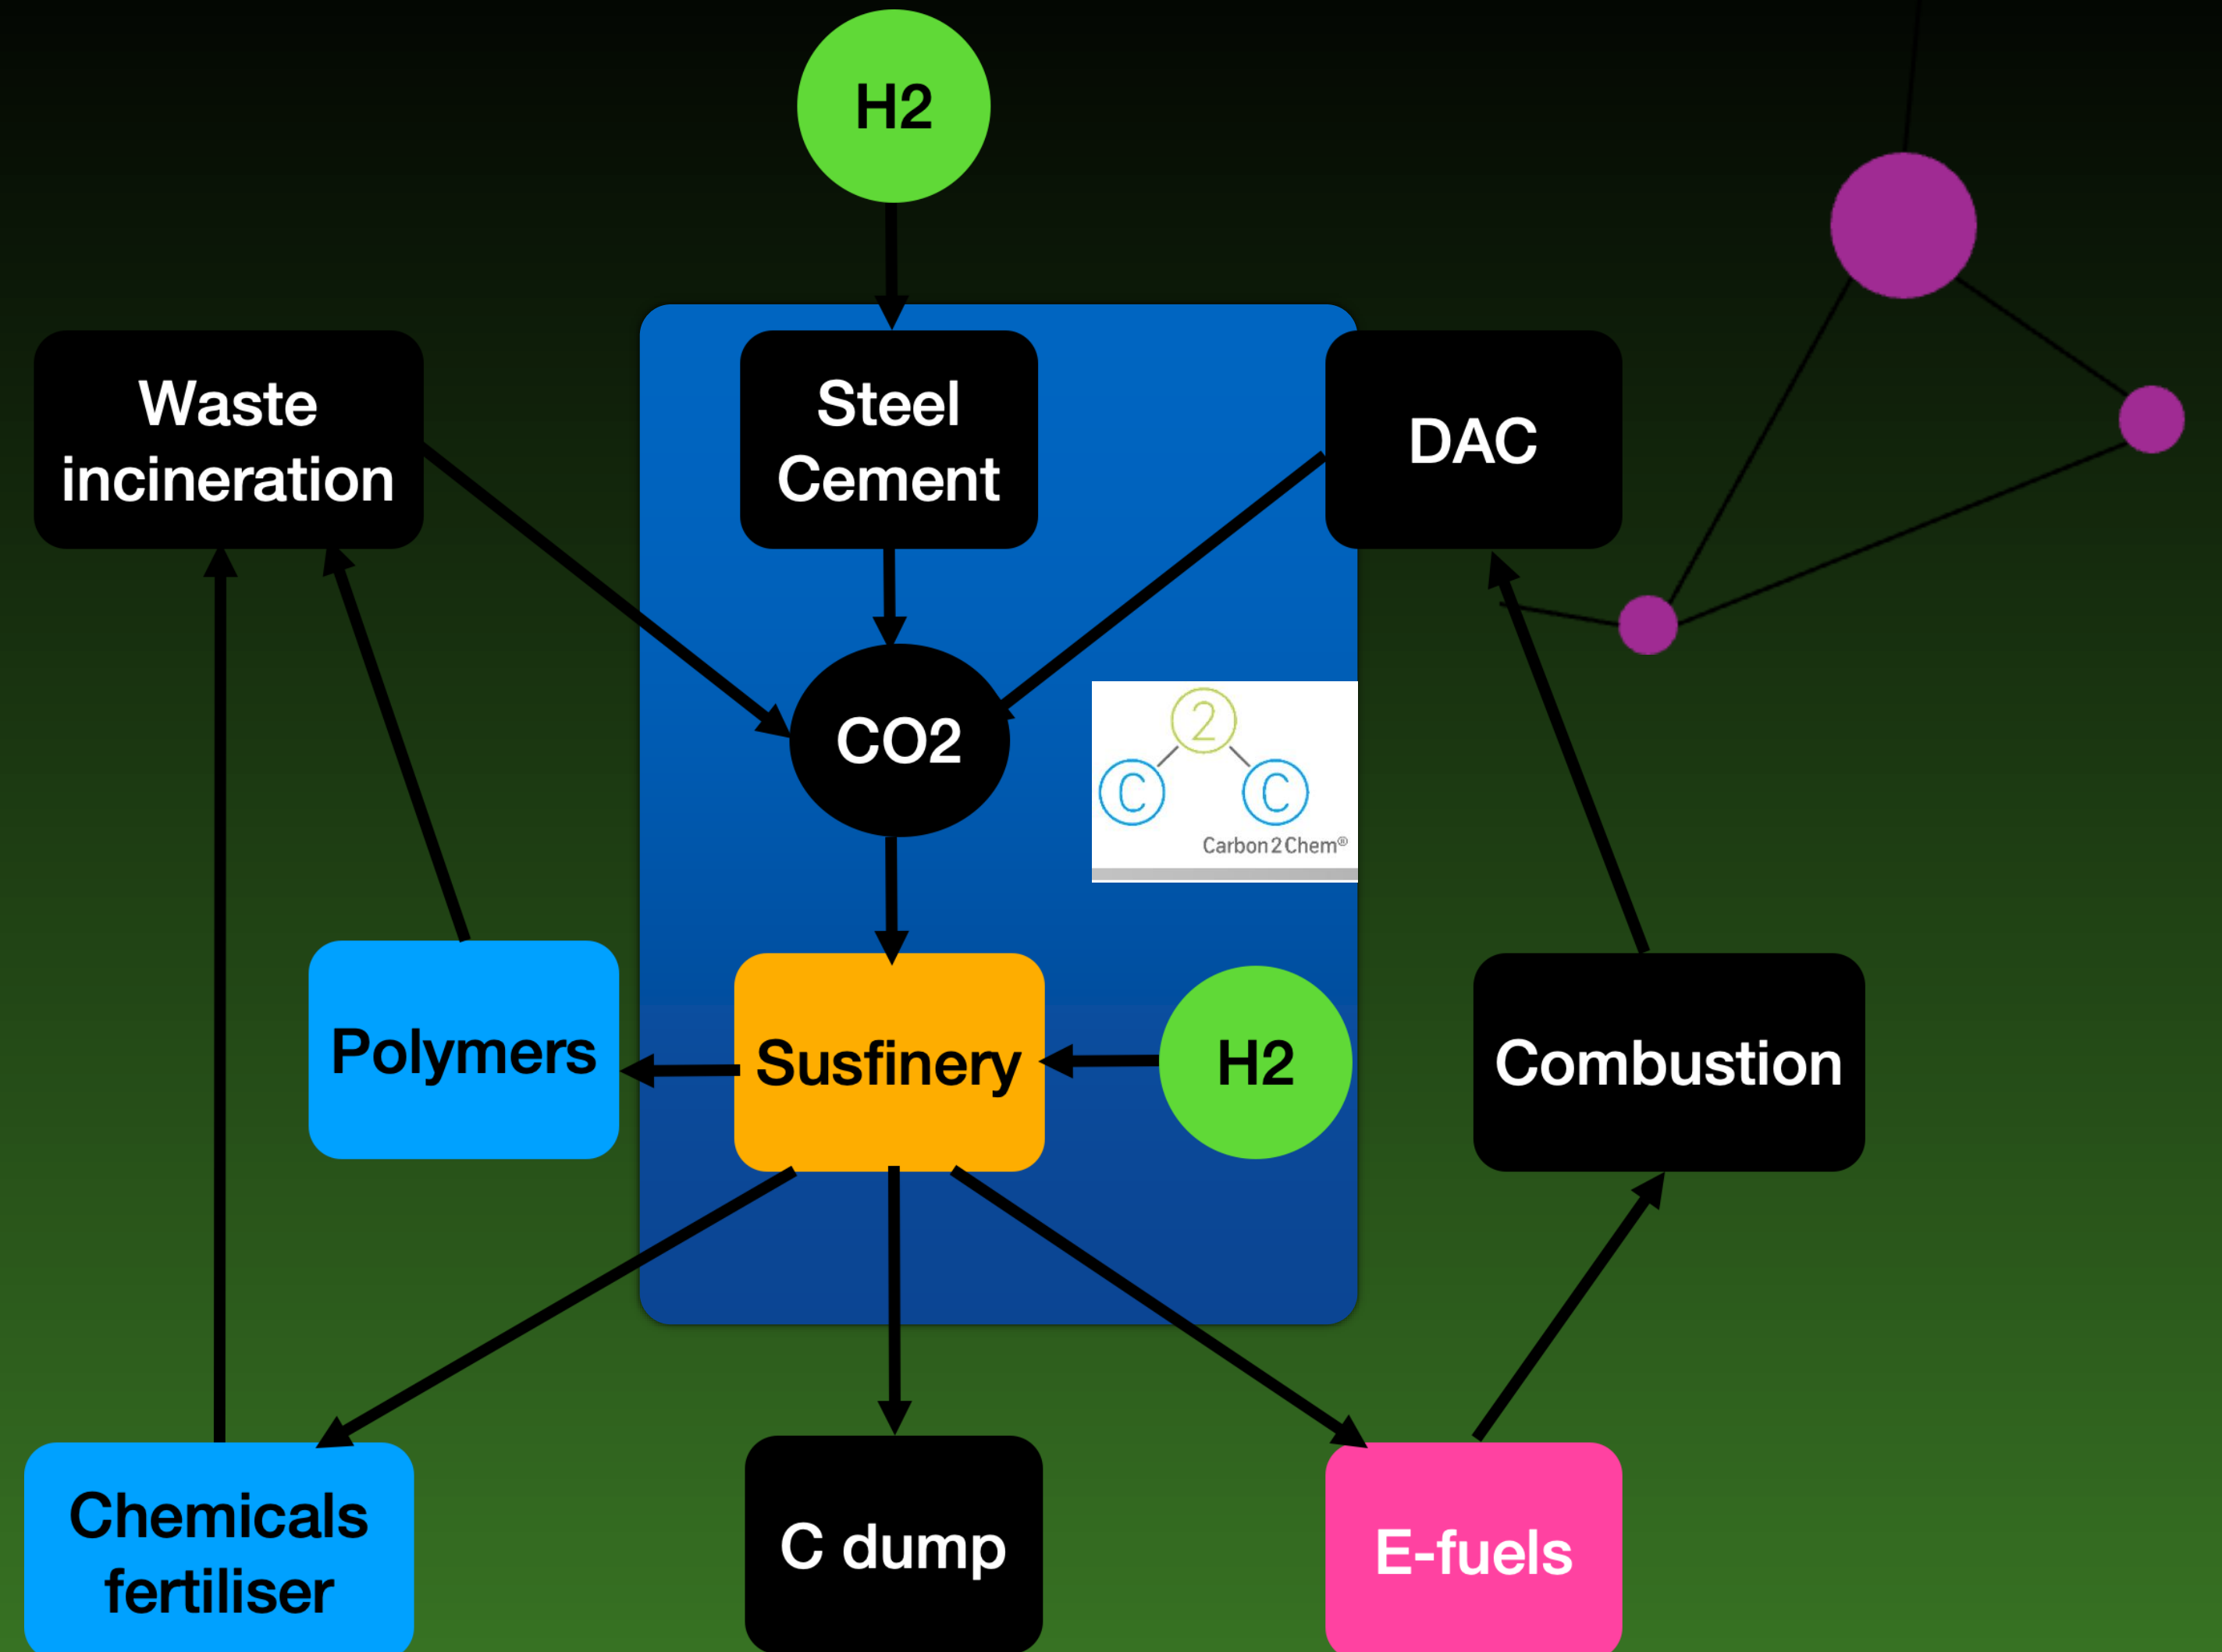 H2
Waste
incineration
Steel
Cement
DAC
CO2
2
C C
Carbon2Chem®
Polymers
Susfinery
H2
Combustion
Chemicals
fertiliser
C dump
E-fuels